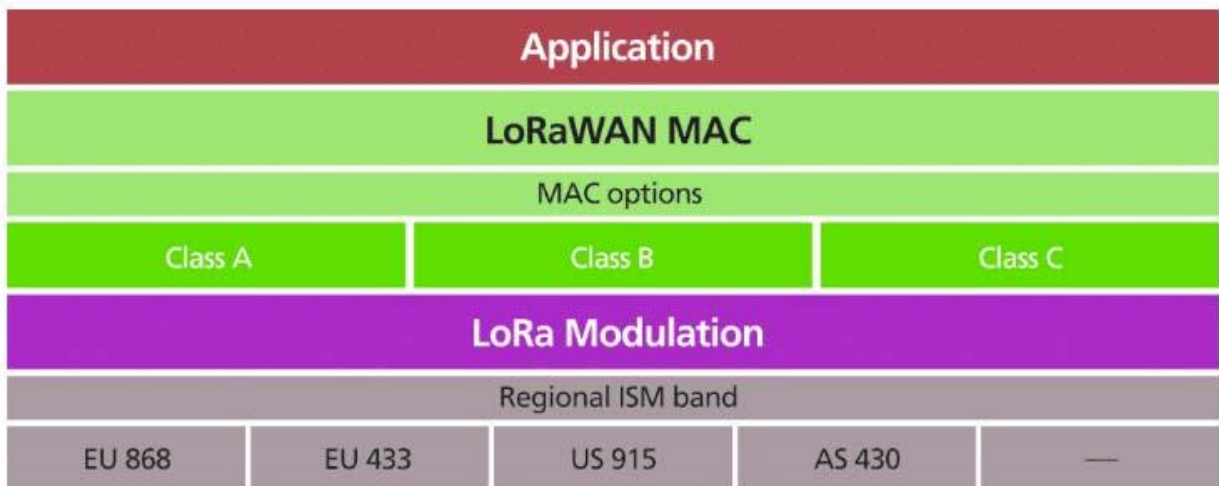 Application
LoRaWAN MAC
MAC options
Class A Class B Class C
LoRa Modulation
Regional ISM band
EU 868 EU 433 US 915 AS 430 —